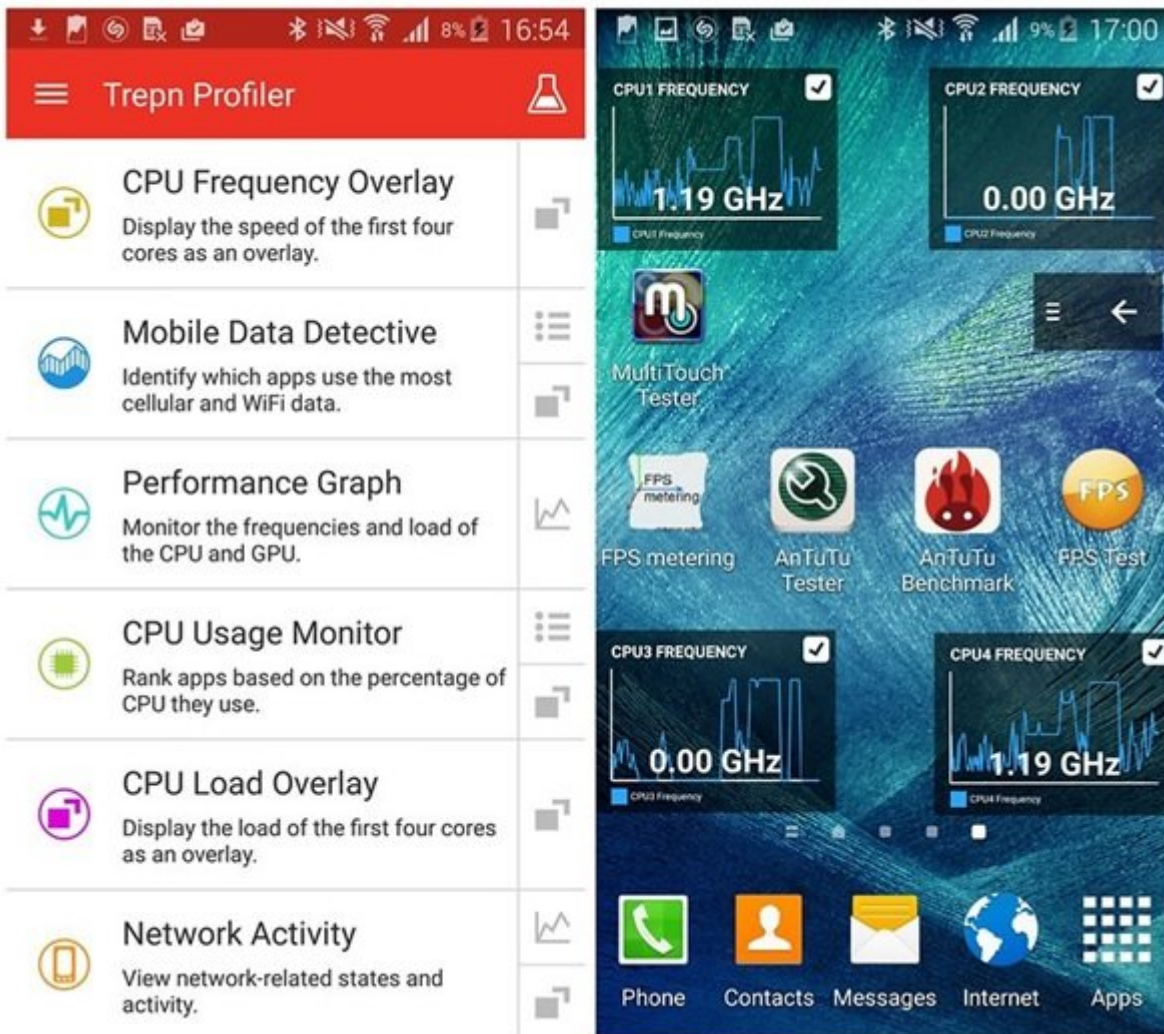 8% 16:54
Trepn Profiler
CPU Frequency Overlay
Display the speed of the first four
cores as an overlay.
Mobile Data Detective
Identify which apps use the most
cellular and WiFi data.
Performance Graph
Monitor the frequencies and load of
the CPU and GPU.
CPU Usage Monitor
Rank apps based on the percentage of
CPU they use.
CPU Load Overlay
Display the load of the first four cores
as an overlay.
Network Activity
View network-related states and
activity.
9% 17:00
CPU1 FREQUENCY
1.19 GHz
CPU1 Frequency
CPU2 FREQUENCY
0.00 GHz
CPU2 Frequency
m
MultiTouch
Tester
FPS
metering
FPS metering
AnTuTu
Tester
AnTuTu
Benchmark
FPS
FPS Test
CPU3 FREQUENCY
0.00 GHz
CPU3 Frequency
CPU4 FREQUENCY
1.19 GHz
CPU4 Frequency
Phone
Contacts
Messages
Internet
Apps